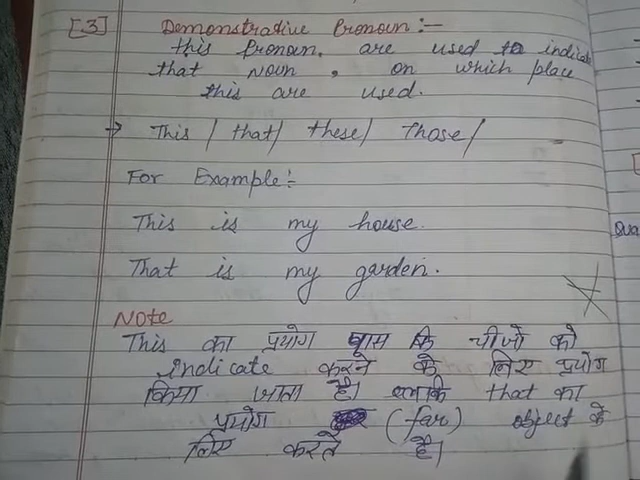 [3] Demonstrative Pronoun :-
this Pronoun. are used to indicate
that Noun, on which place
this are used.
→ This / that / these / Those /
For Example :-
This is my house.
That is my garden.
Note
This का प्रयोग पास कि चीजों को
indicate करने के लिए प्रयोग
किया जाता है। जबकि that का
प्रयोग (far) object के
लिए करते है।